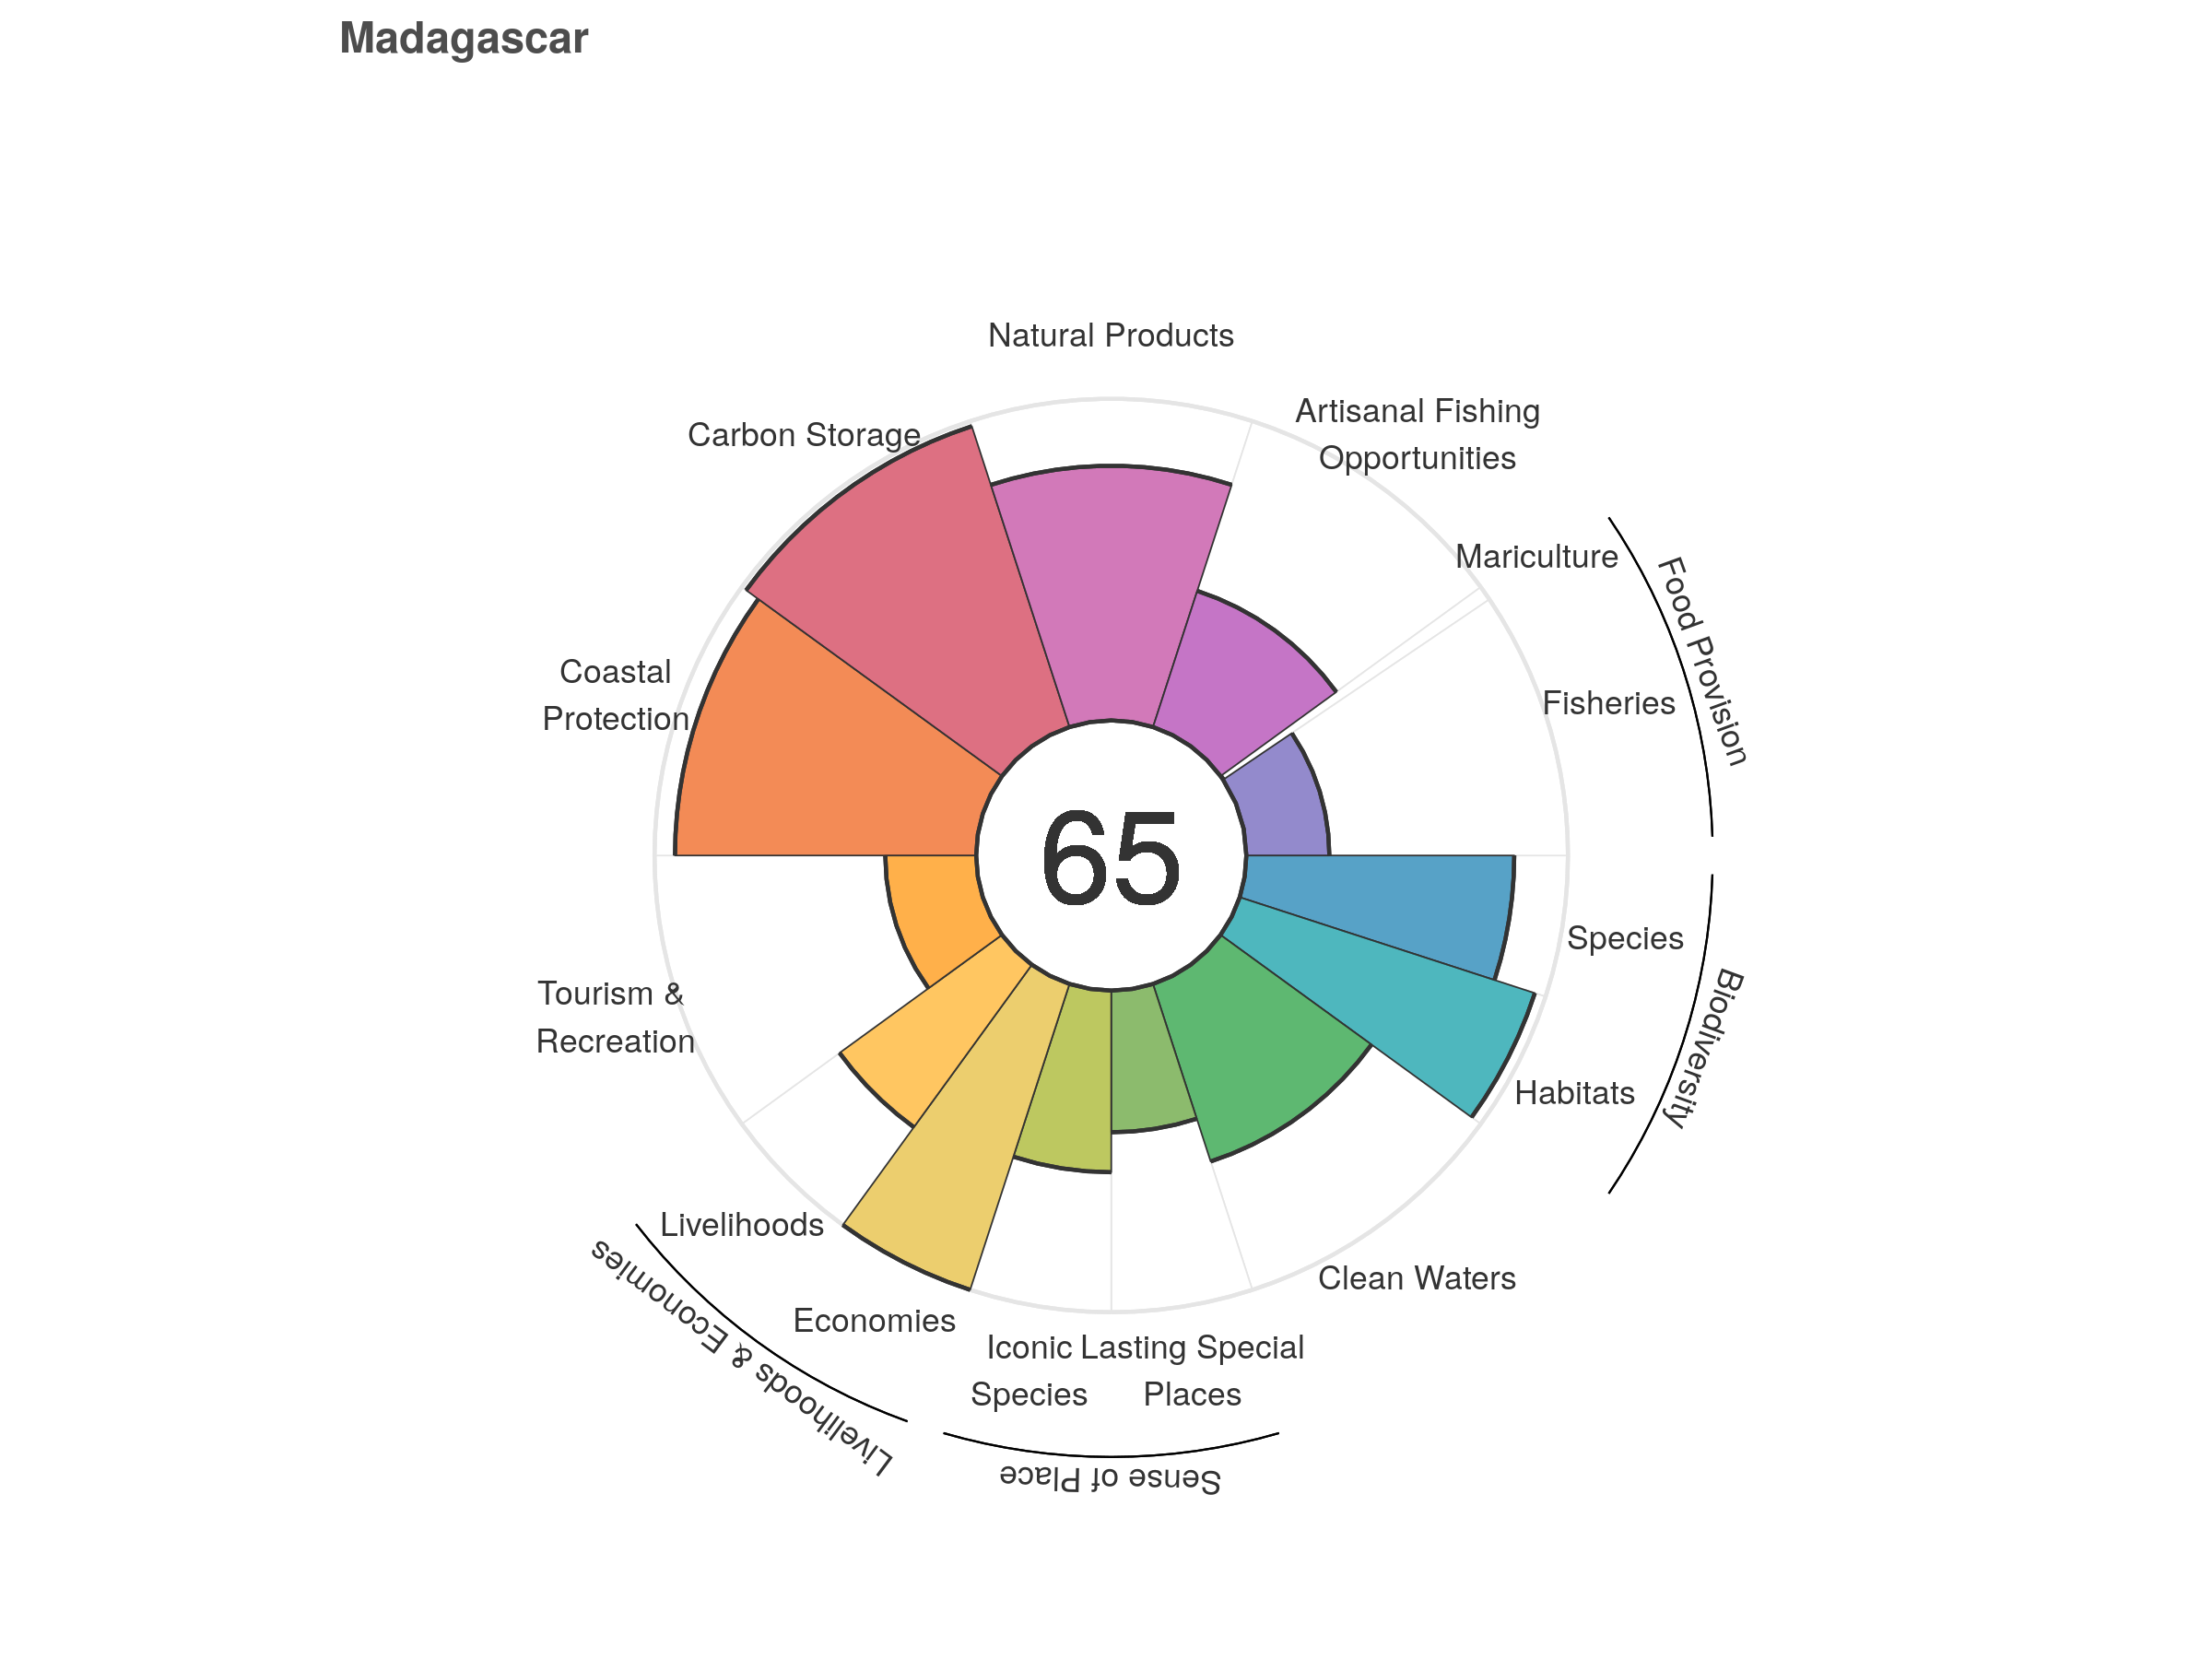 Madagascar
Natural Products
Artisanal Fishing
Opportunities
Carbon Storage
Mariculture
Food Provision
Coastal
Protection
Fisheries
65
Species
Biodiversity
Tourism &
Recreation
Habitats
Livelihoods
Clean Waters
Economies
Livelihoods & Economies
Iconic
Species
Lasting Special
Places
Sense of Place